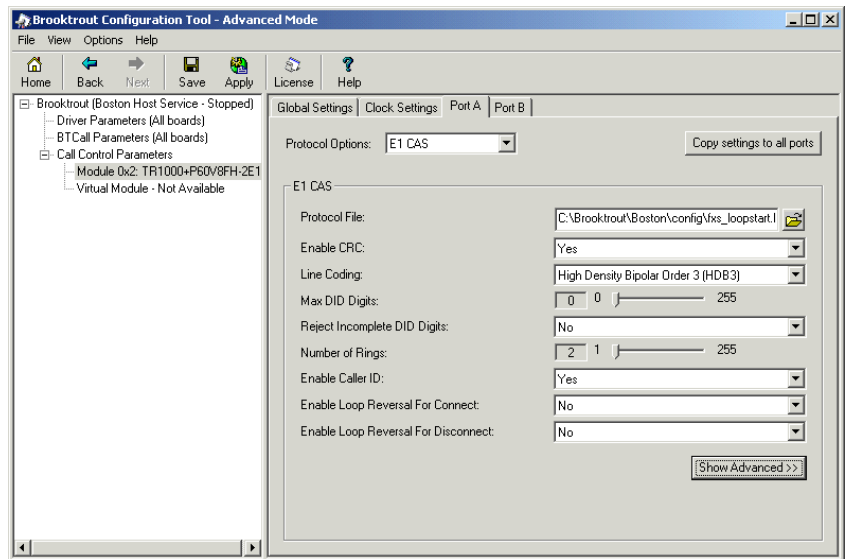 Brooktrout Configuration Tool - Advanced Mode
File View Options Help
Home Back Next Save Apply License Help
Brooktrout (Boston Host Service - Stopped)
Driver Parameters (All boards)
BTCall Parameters (All boards)
Call Control Parameters
Module 0x2: TR1000+P60V8FH-2E1
Virtual Module - Not Available
Global Settings Clock Settings Port A Port B
Protocol Options: E1 CAS Copy settings to all ports
E1 CAS
Protocol File: C:\Brooktrout\Boston\config\fxs_loopstart.l
Enable CRC: Yes
Line Coding: High Density Bipolar Order 3 (HDB3)
Max DID Digits: 0 0 255
Reject Incomplete DID Digits: No
Number of Rings: 2 1 255
Enable Caller ID: Yes
Enable Loop Reversal For Connect: No
Enable Loop Reversal For Disconnect: No
Show Advanced >>